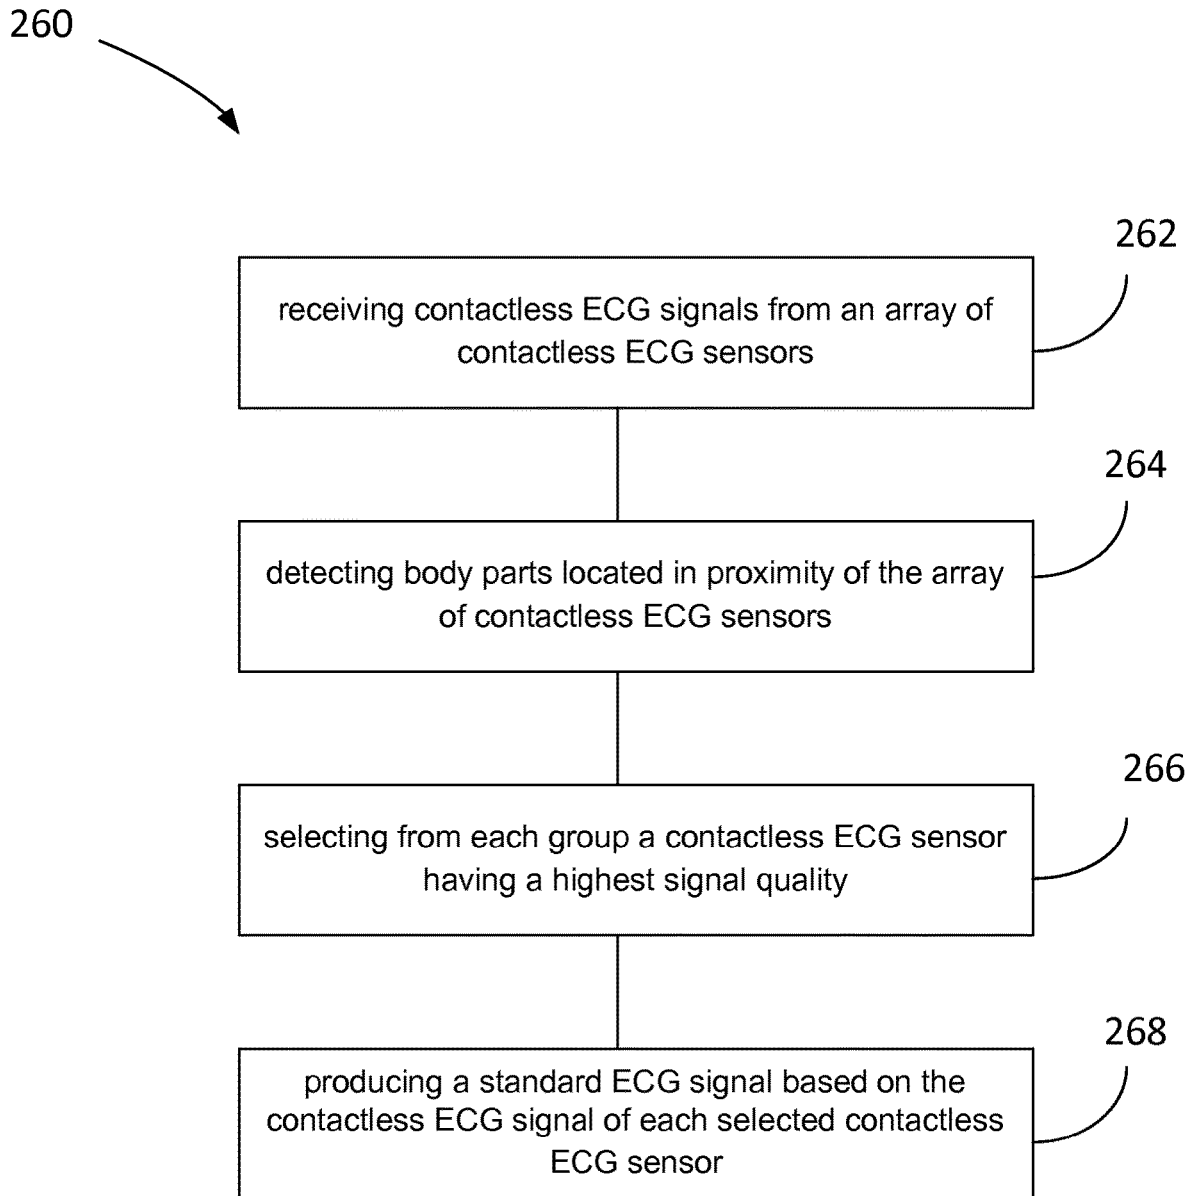 260
262
receiving contactless ECG signals from an array of
contactless ECG sensors
264
detecting body parts located in proximity of the array
of contactless ECG sensors
266
selecting from each group a contactless ECG sensor
having a highest signal quality
268
producing a standard ECG signal based on the
contactless ECG signal of each selected contactless
ECG sensor